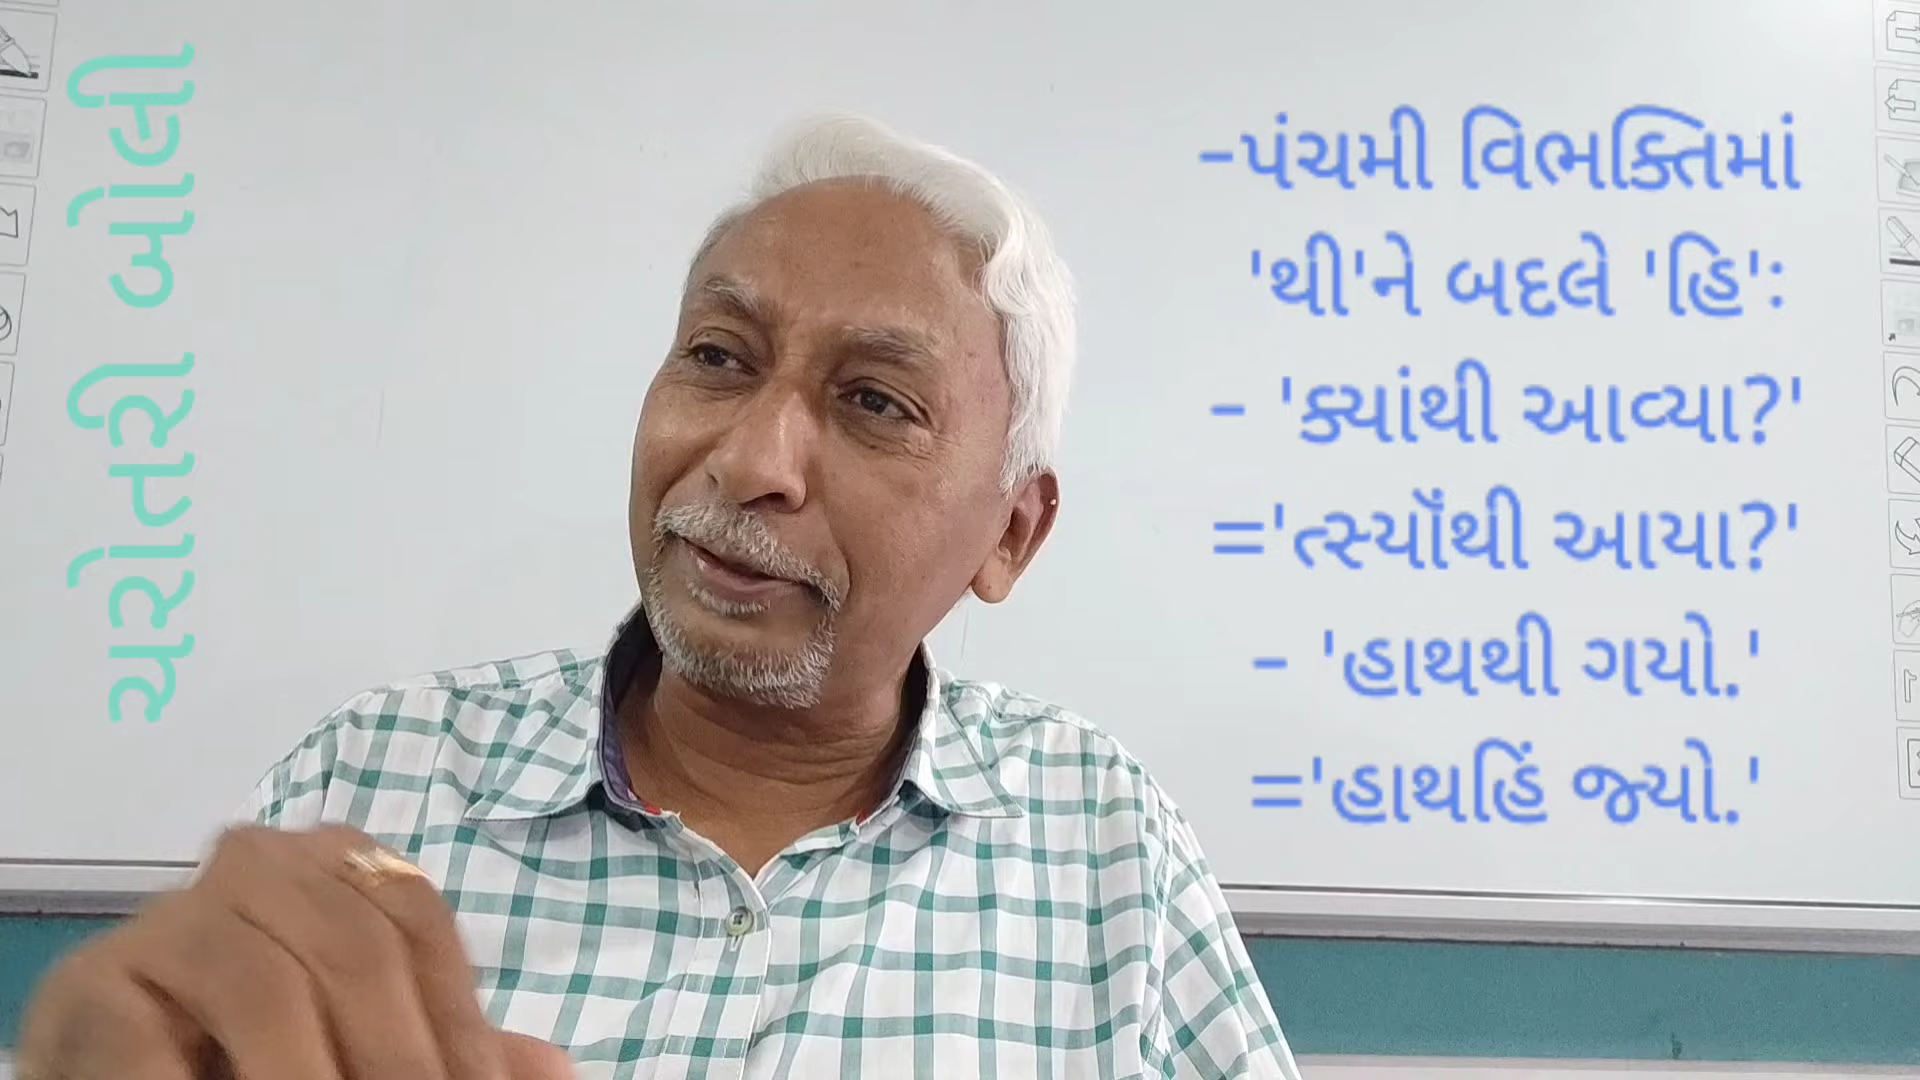 ચરોતરી બોલી
-પંચમી વિભક્તિમાં
'થી'ને બદલે 'હિ':
- 'ક્યાંથી આવ્યા?'
='ત્સ્યૉંથી આયા?'
- 'હાથથી ગયો.'
='હાથહિં જ્યો.'